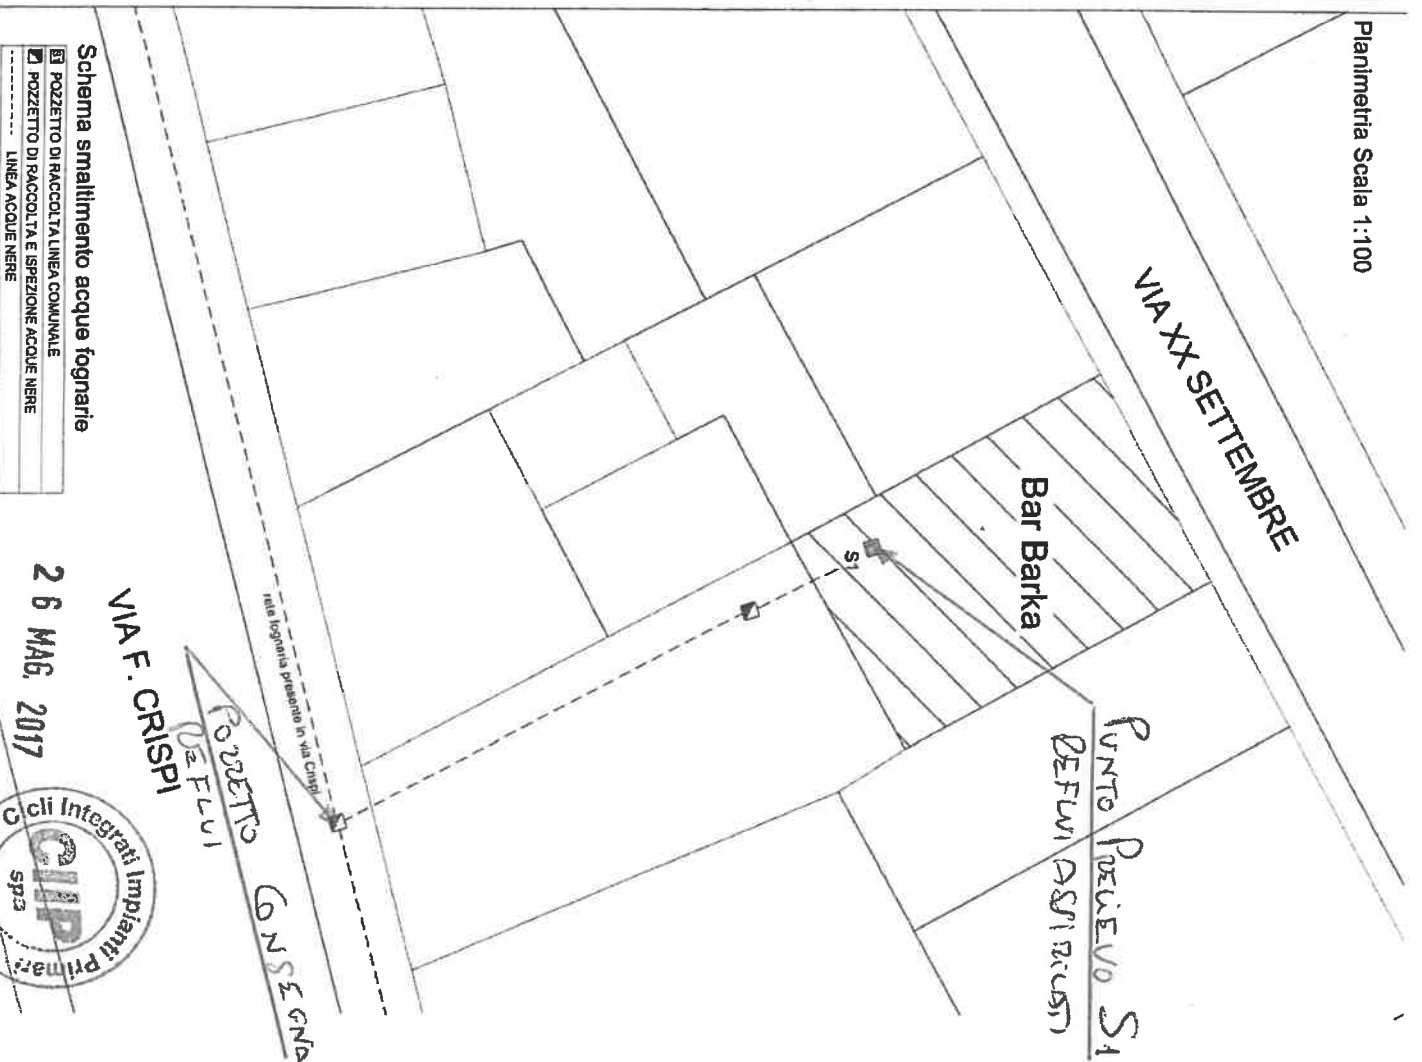 Planimetria Scala 1:100
VIA XX SETTEMBRE
Bar Barka
S1
PUNTO PRELIEVO S1
REFLUI
rete fognaria presente in via Crispi
VIA F. CRISPI
POZZETTO CONSEGNA
REFLUI
Schema smaltimento acque fognarie
S1 POZZETTO DI RACCOLTA LINEA COMUNALE
POZZETTO DI RACCOLTA E ISPEZIONE ACQUE NERE
LINEA ACQUE NERE
26 MAG. 2017
Cicli Integrati Impianti Primari
CIIP
spa